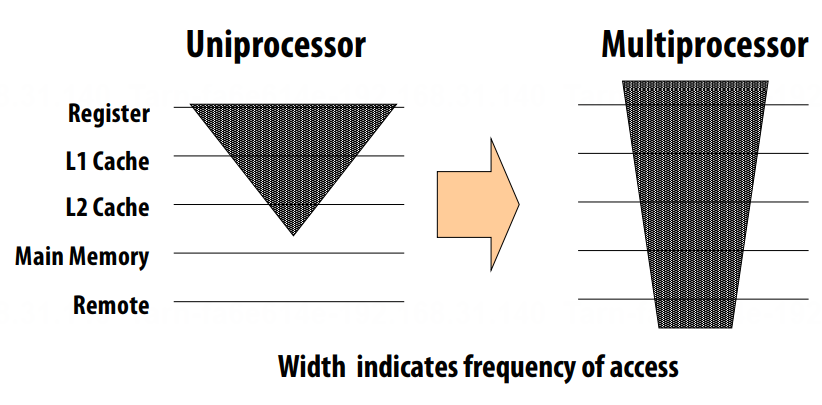 Uniprocessor
Multiprocessor
Register
L1 Cache
L2 Cache
Main Memory
Remote
Width indicates frequency of access